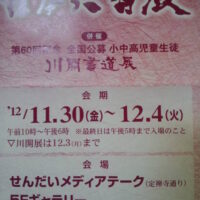 併催
第60回記念 全国公募 小中高児童生徒
川開書道展
会期
'12/11.30(金)～12.4(火)
午前10時～午後6時 ※最終日は午後5時まで入場のこと
▽川開展は12.3(月)まで
会場
せんだいメディアテーク(定禅寺通り)
5Fギャラリー